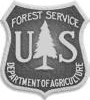 FOREST SERVICE
U S
DEPARTMENT OF AGRICULTURE